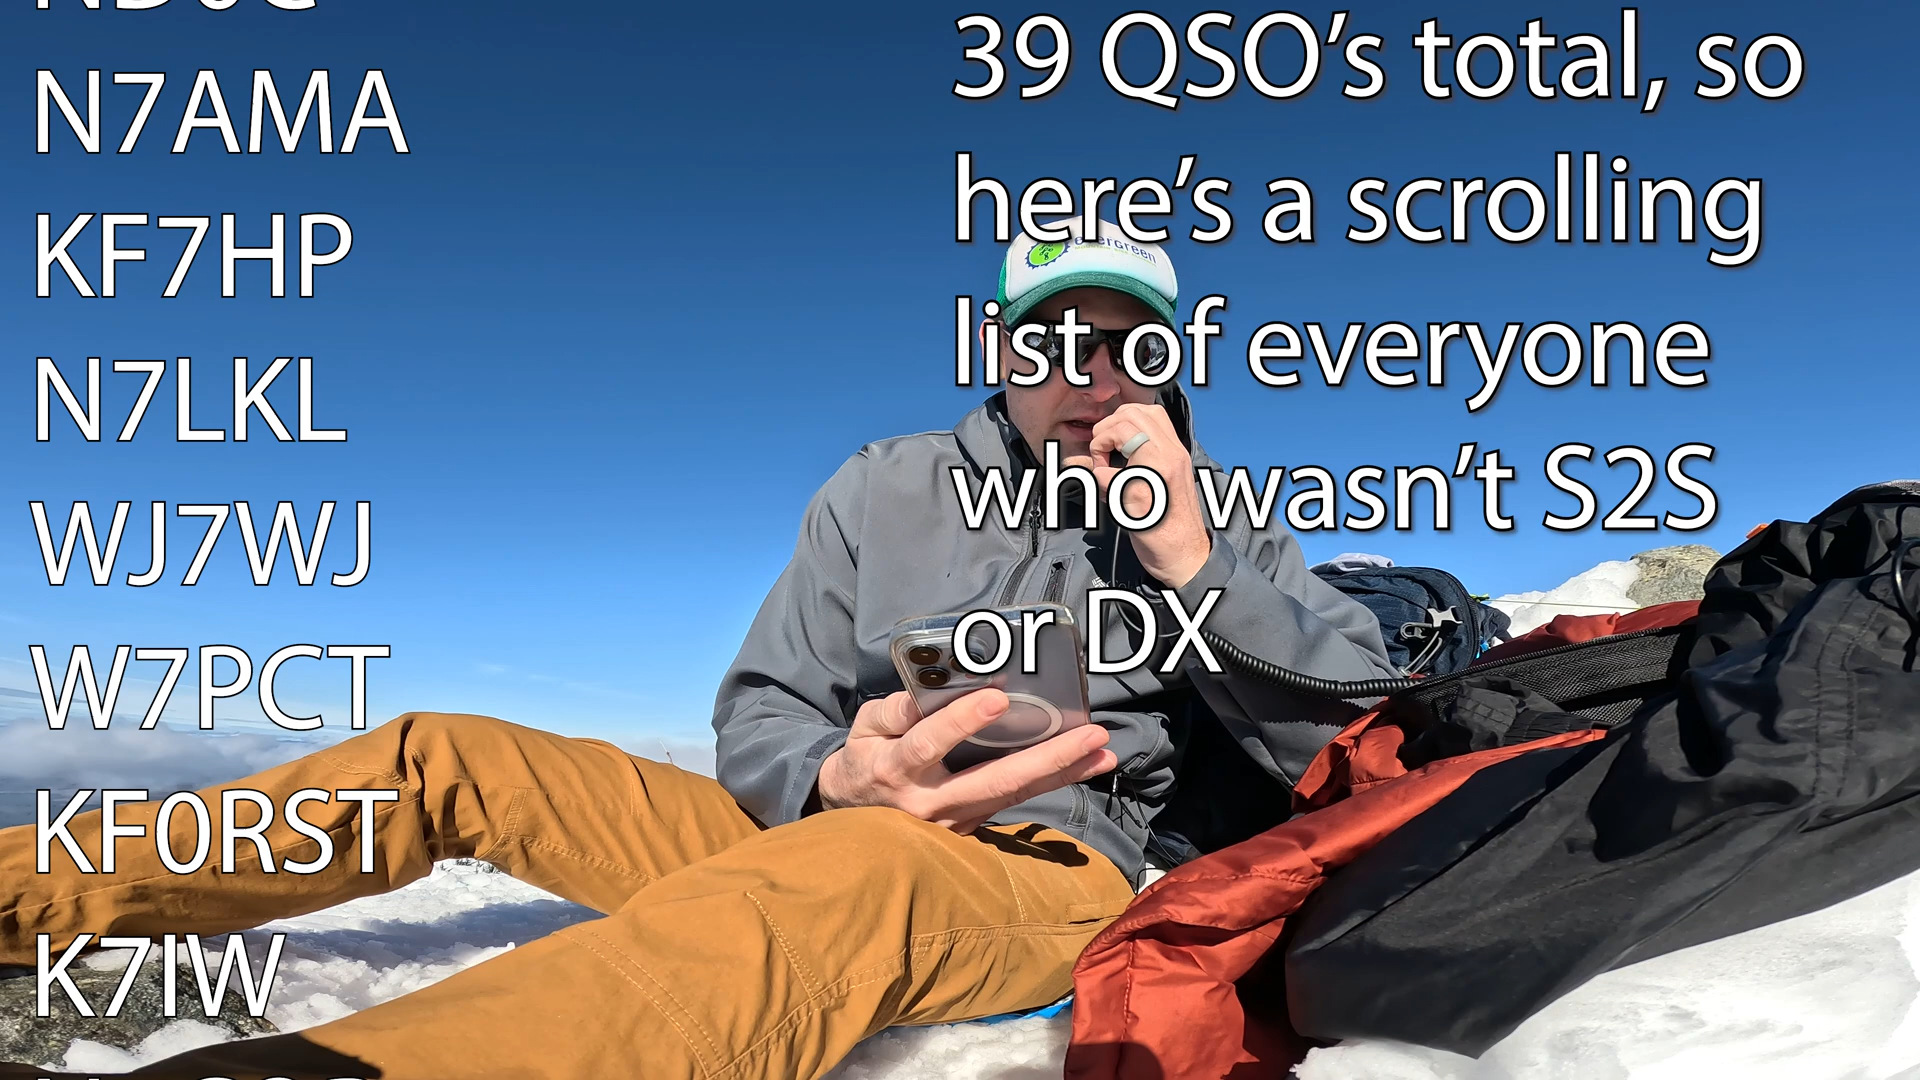 N7AMA
KF7HP
N7LKL
WJ7WJ
W7PCT
KF0RST
K7IW
39 QSO’s total, so
here’s a scrolling
list of everyone
who wasn’t S2S
or DX
evergreen